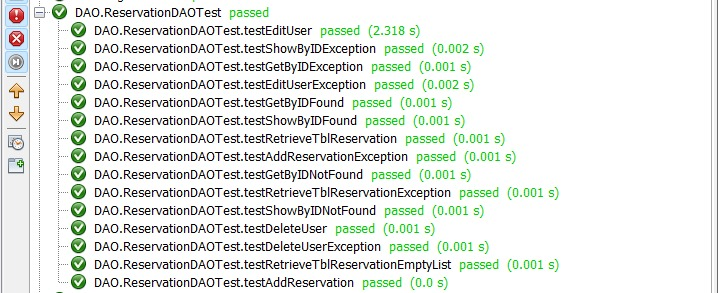 DAO.ReservationDAOTest passed
DAO.ReservationDAOTest.testEditUser passed (2.318 s)
DAO.ReservationDAOTest.testShowByIDException passed (0.002 s)
DAO.ReservationDAOTest.testGetByIDException passed (0.001 s)
DAO.ReservationDAOTest.testEditUserException passed (0.002 s)
DAO.ReservationDAOTest.testGetByIDFound passed (0.001 s)
DAO.ReservationDAOTest.testShowByIDFound passed (0.001 s)
DAO.ReservationDAOTest.testRetrieveTblReservation passed (0.001 s)
DAO.ReservationDAOTest.testAddReservationException passed (0.001 s)
DAO.ReservationDAOTest.testGetByIDNotFound passed (0.001 s)
DAO.ReservationDAOTest.testRetrieveTblReservationException passed (0.001 s)
DAO.ReservationDAOTest.testShowByIDNotFound passed (0.001 s)
DAO.ReservationDAOTest.testDeleteUser passed (0.001 s)
DAO.ReservationDAOTest.testDeleteUserException passed (0.001 s)
DAO.ReservationDAOTest.testRetrieveTblReservationEmptyList passed (0.001 s)
DAO.ReservationDAOTest.testAddReservation passed (0.0 s)